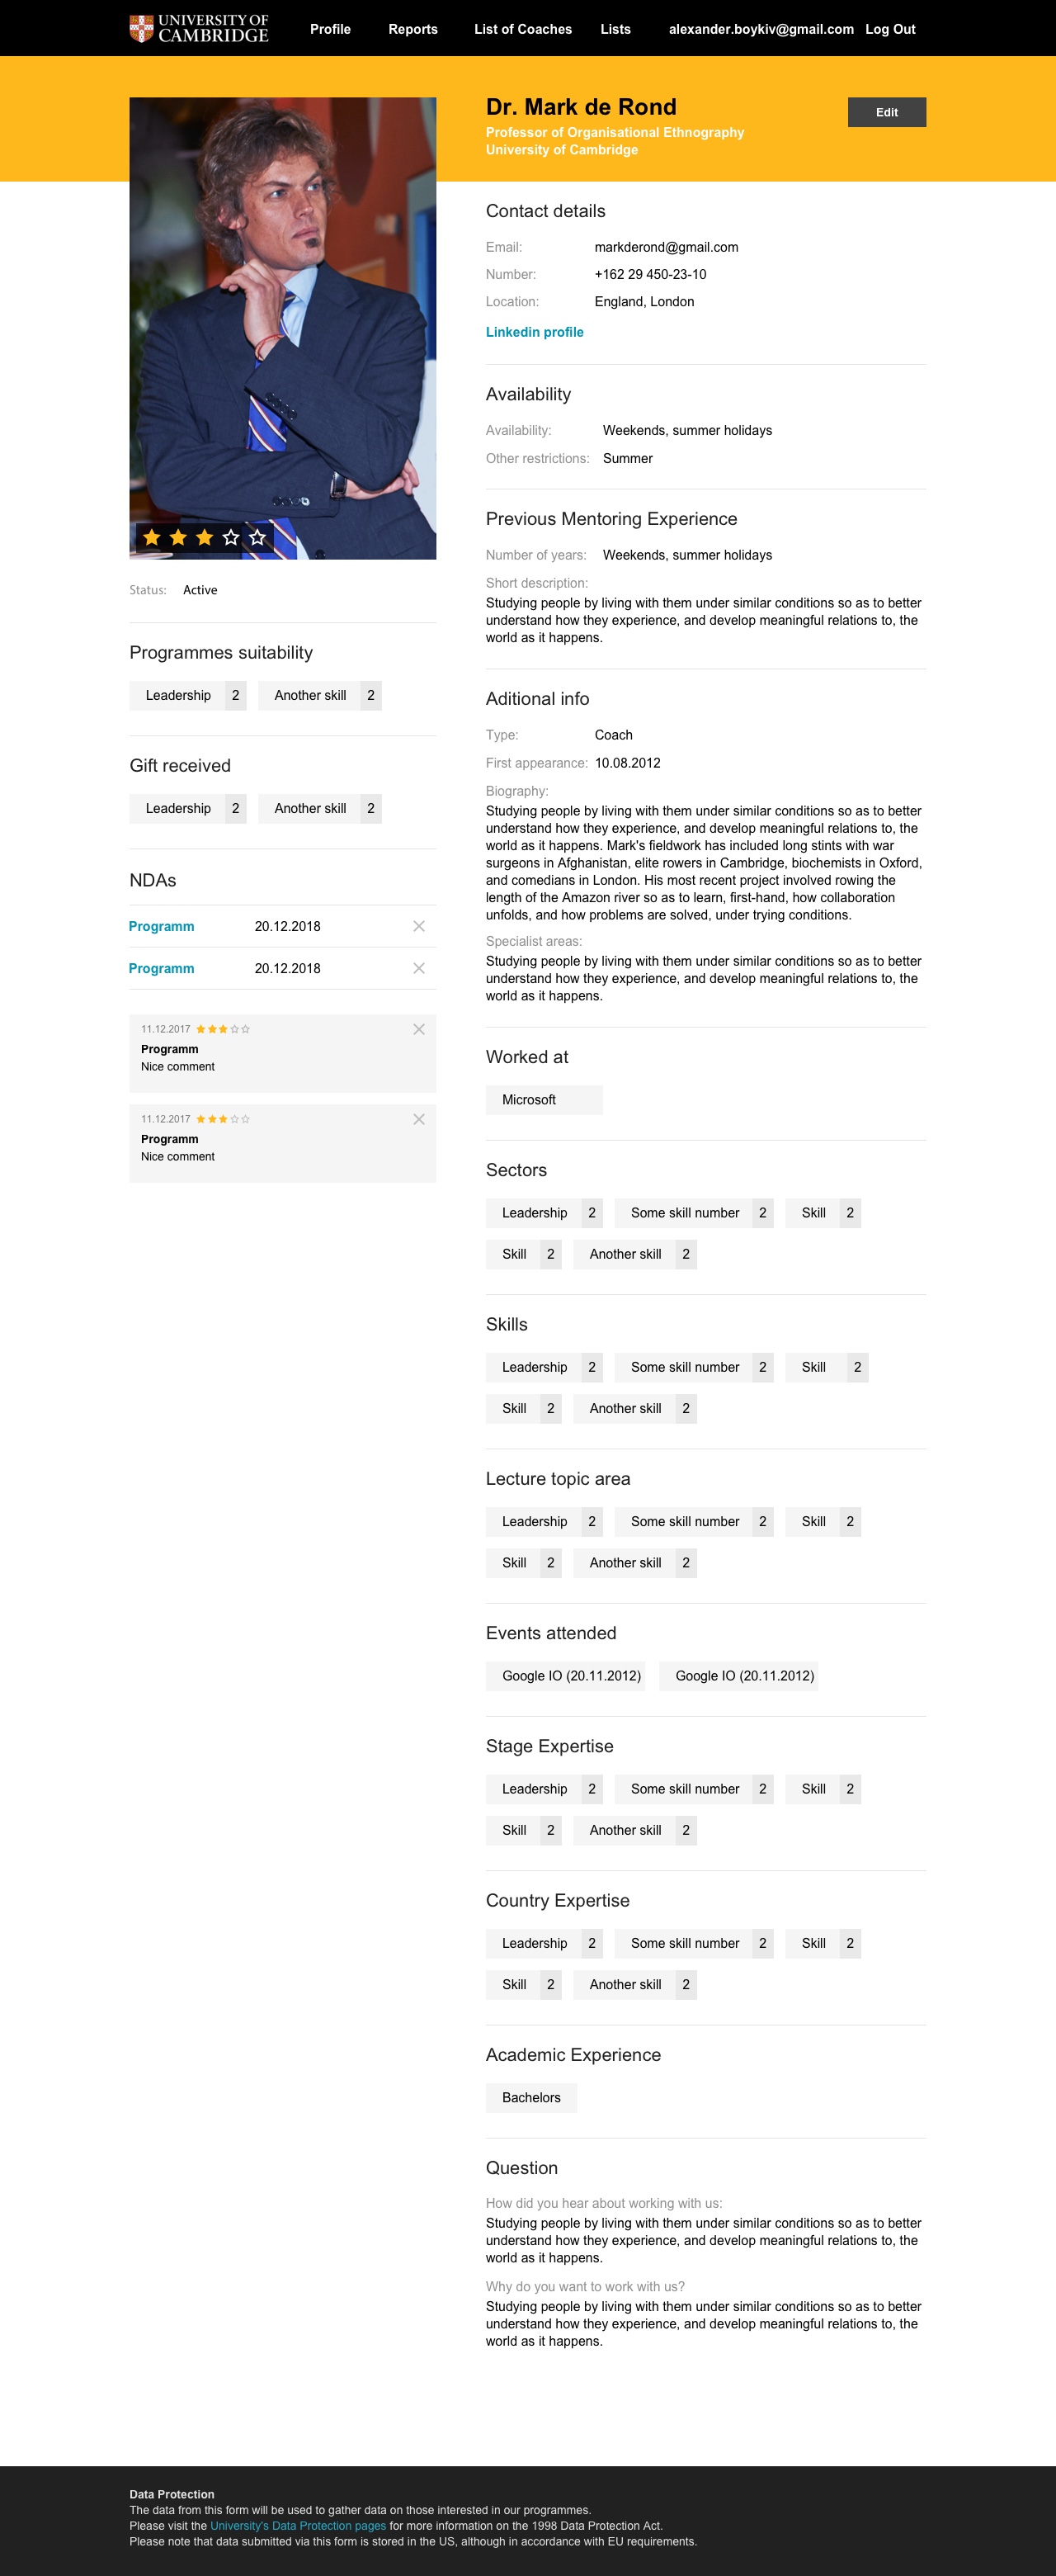 UNIVERSITY OF
CAMBRIDGE
Profile Reports List of Coaches Lists alexander.boykiv@gmail.com Log Out
Dr. Mark de Rond
Edit
Professor of Organisational Ethnography
University of Cambridge
Status: Active
Programmes suitability
Leadership 2 Another skill 2
Gift received
Leadership 2 Another skill 2
NDAs
Programm 20.12.2018
Programm 20.12.2018
11.12.2017
Programm
Nice comment
11.12.2017
Programm
Nice comment
Contact details
Email: markderond@gmail.com
Number: +162 29 450-23-10
Location: England, London
Linkedin profile
Availability
Availability: Weekends, summer holidays
Other restrictions: Summer
Previous Mentoring Experience
Number of years: Weekends, summer holidays
Short description:
Studying people by living with them under similar conditions so as to better
understand how they experience, and develop meaningful relations to, the
world as it happens.
Aditional info
Type: Coach
First appearance: 10.08.2012
Biography:
Studying people by living with them under similar conditions so as to better
understand how they experience, and develop meaningful relations to, the
world as it happens. Mark's fieldwork has included long stints with war
surgeons in Afghanistan, elite rowers in Cambridge, biochemists in Oxford,
and comedians in London. His most recent project involved rowing the
length of the Amazon river so as to learn, first-hand, how collaboration
unfolds, and how problems are solved, under trying conditions.
Specialist areas:
Studying people by living with them under similar conditions so as to better
understand how they experience, and develop meaningful relations to, the
world as it happens.
Worked at
Microsoft
Sectors
Leadership 2 Some skill number 2 Skill 2
Skill 2 Another skill 2
Skills
Leadership 2 Some skill number 2 Skill 2
Skill 2 Another skill 2
Lecture topic area
Leadership 2 Some skill number 2 Skill 2
Skill 2 Another skill 2
Events attended
Google IO (20.11.2012) Google IO (20.11.2012)
Stage Expertise
Leadership 2 Some skill number 2 Skill 2
Skill 2 Another skill 2
Country Expertise
Leadership 2 Some skill number 2 Skill 2
Skill 2 Another skill 2
Academic Experience
Bachelors
Question
How did you hear about working with us:
Studying people by living with them under similar conditions so as to better
understand how they experience, and develop meaningful relations to, the
world as it happens.
Why do you want to work with us?
Studying people by living with them under similar conditions so as to better
understand how they experience, and develop meaningful relations to, the
world as it happens.
Data Protection
The data from this form will be used to gather data on those interested in our programmes.
Please visit the University's Data Protection pages for more information on the 1998 Data Protection Act.
Please note that data submitted via this form is stored in the US, although in accordance with EU requirements.